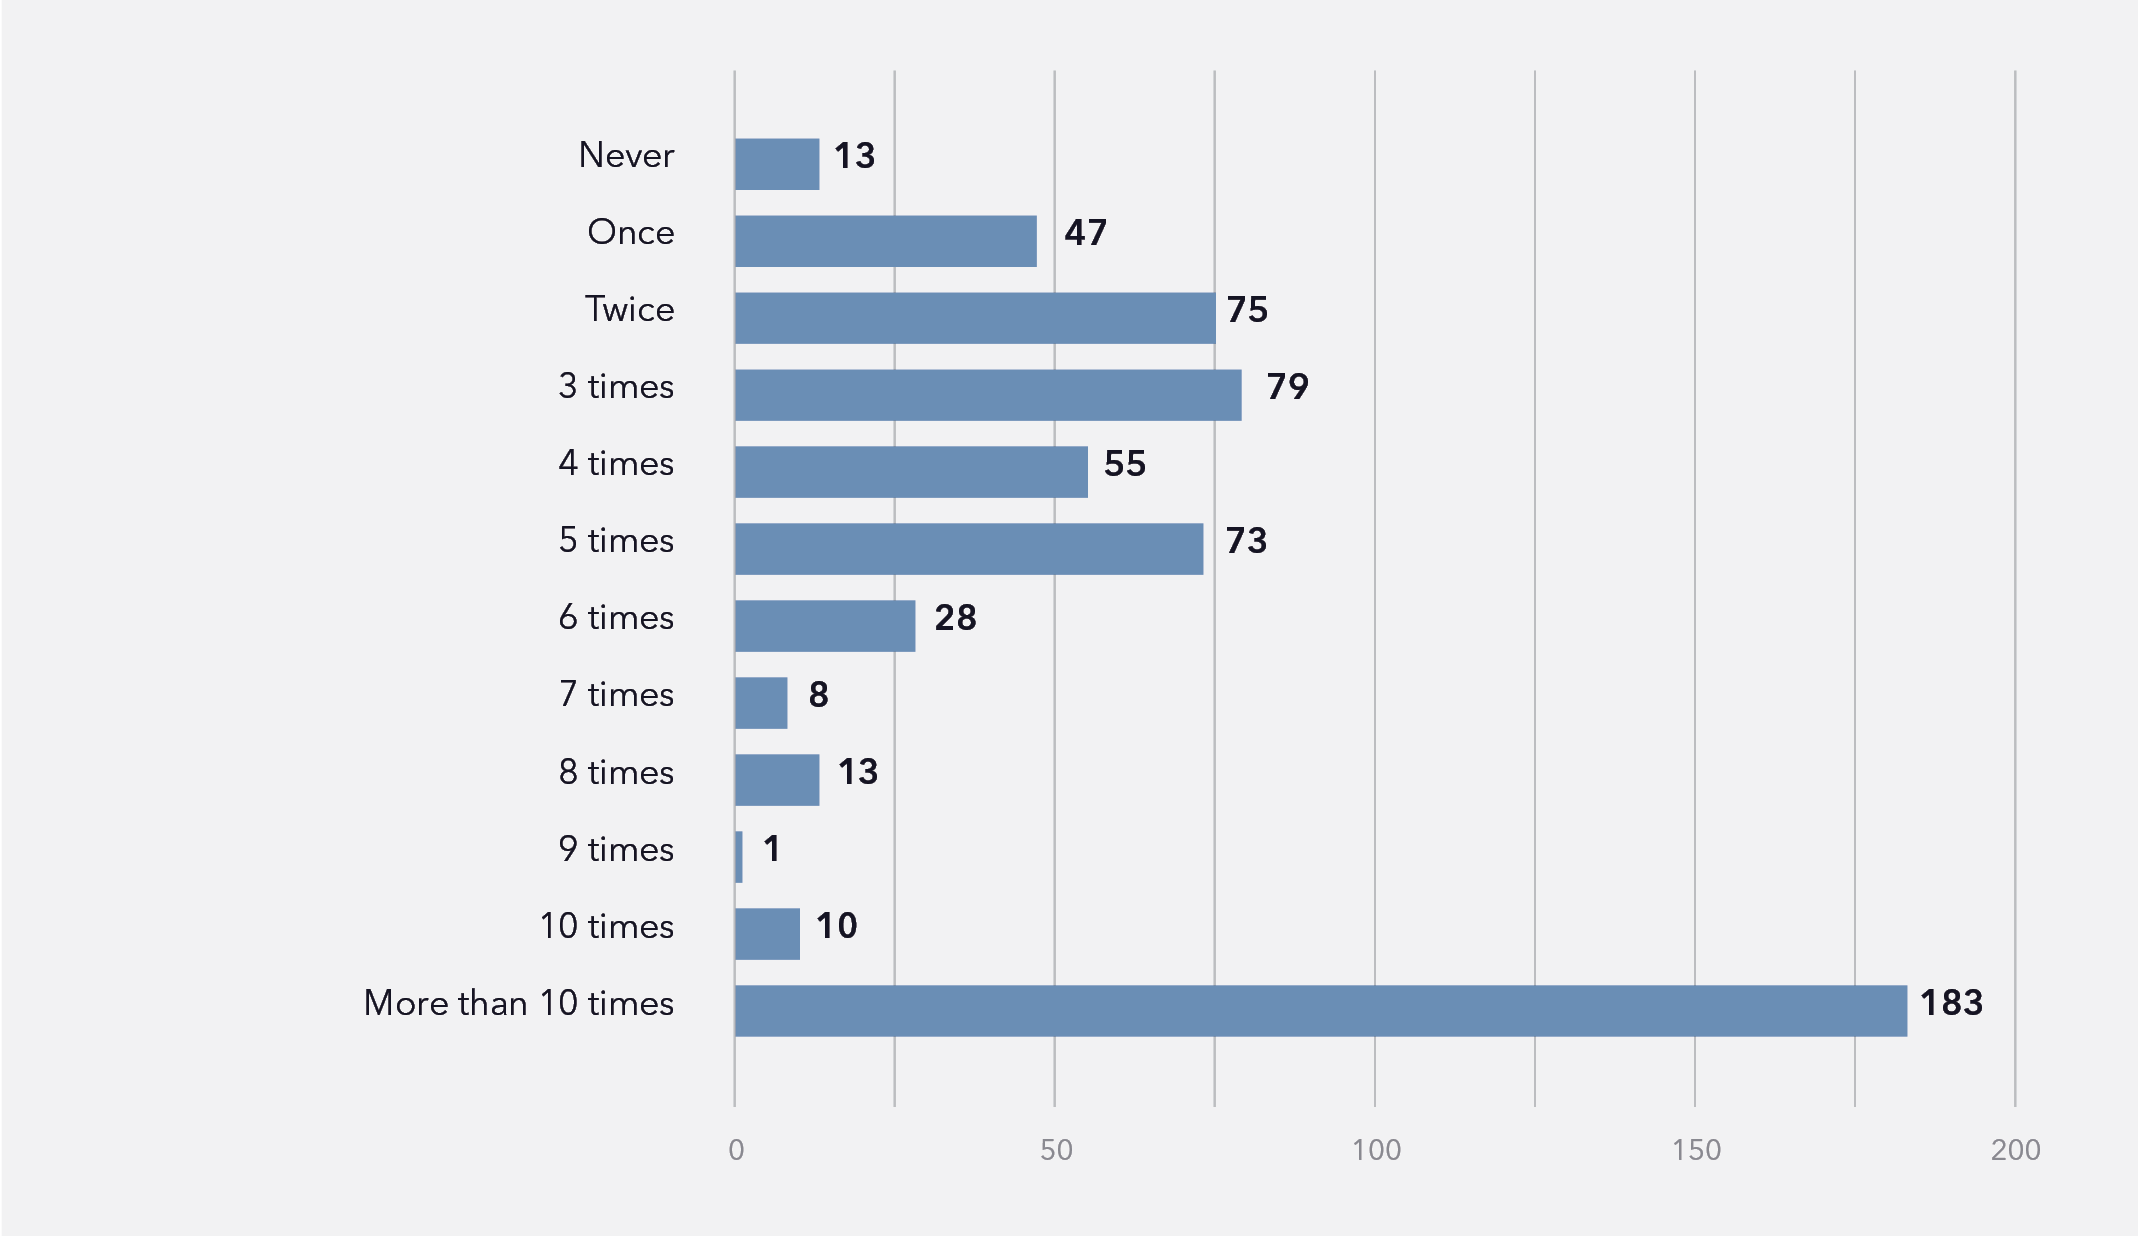 Never 13
Once 47
Twice 75
3 times 79
4 times 55
5 times 73
6 times 28
7 times 8
8 times 13
9 times 1
10 times 10
More than 10 times 183
0 50 100 150 200